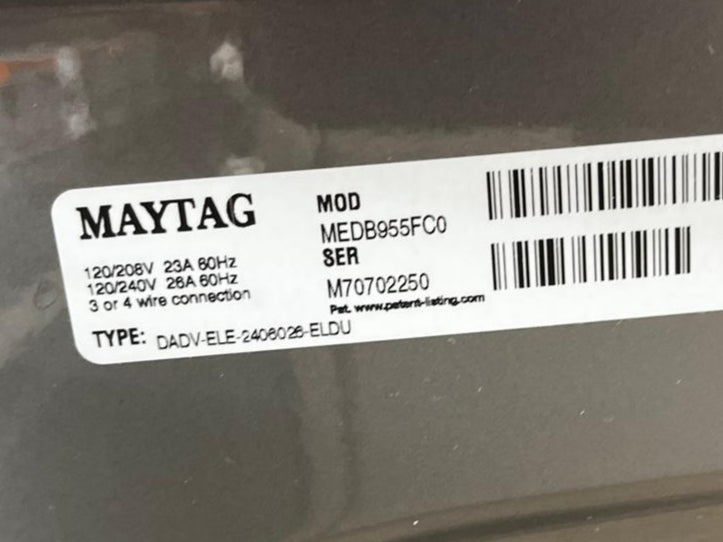 MAYTAG
120/208V 23A 60Hz
120/240V 26A 60Hz
3 or 4 wire connection
MOD
MEDB955FC0
SER
M70702250
Pat. www.patent-listing.com
TYPE: DADV-ELE-2406026-ELDU